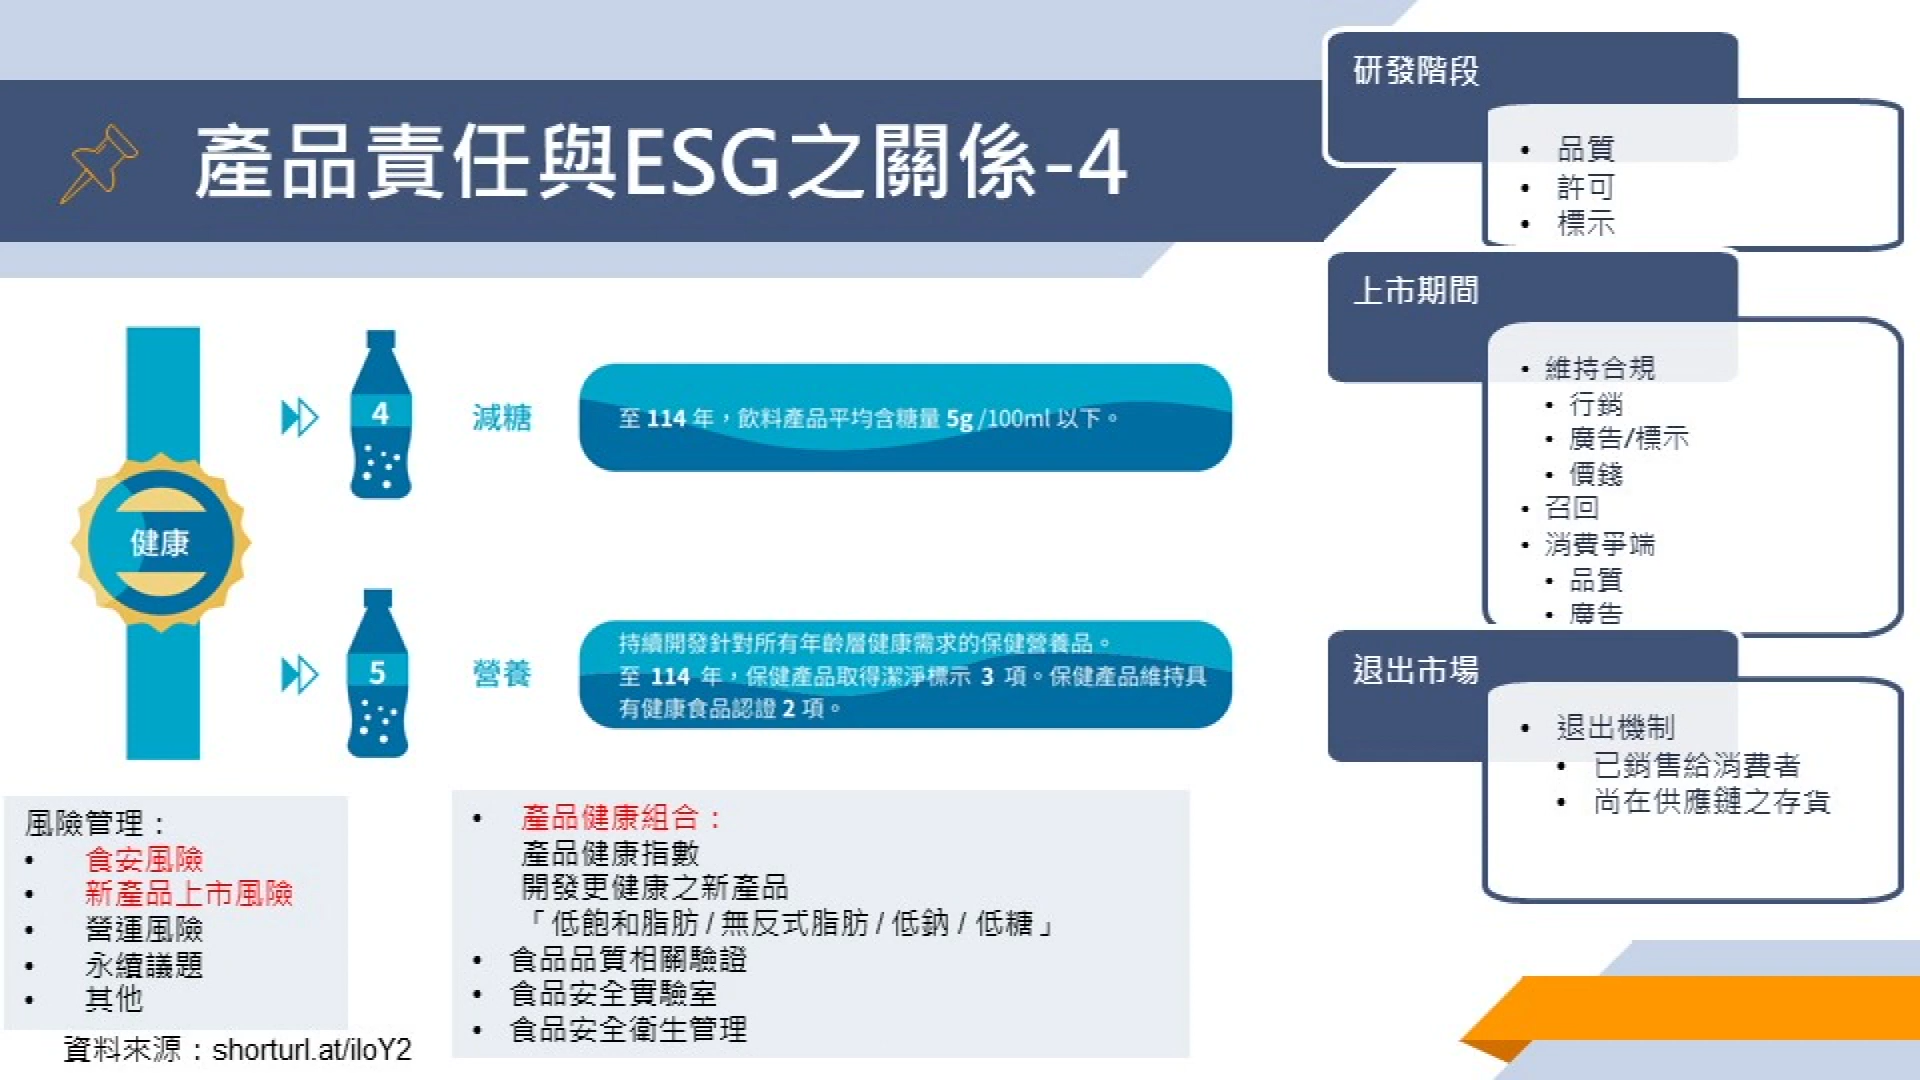 產品責任與ESG之關係-4
健康
4
減糖
至 114 年，飲料產品平均含糖量 5g /100ml 以下。
5
營養
持續開發針對所有年齡層健康需求的保健營養品。
至 114 年，保健產品取得潔淨標示 3 項。保健產品維持具
有健康食品認證 2 項。
風險管理：
• 食安風險
• 新產品上市風險
• 營運風險
• 永續議題
• 其他
資料來源：shorturl.at/iloY2
• 產品健康組合：
產品健康指數
開發更健康之新產品
「低飽和脂肪 / 無反式脂肪 / 低鈉 / 低糖」
• 食品品質相關驗證
• 食品安全實驗室
• 食品安全衛生管理
研發階段
• 品質
• 許可
• 標示
上市期間
• 維持合規
• 行銷
• 廣告/標示
• 價錢
• 召回
• 消費爭端
• 品質
• 廣告
退出市場
• 退出機制
• 已銷售給消費者
• 尚在供應鏈之存貨